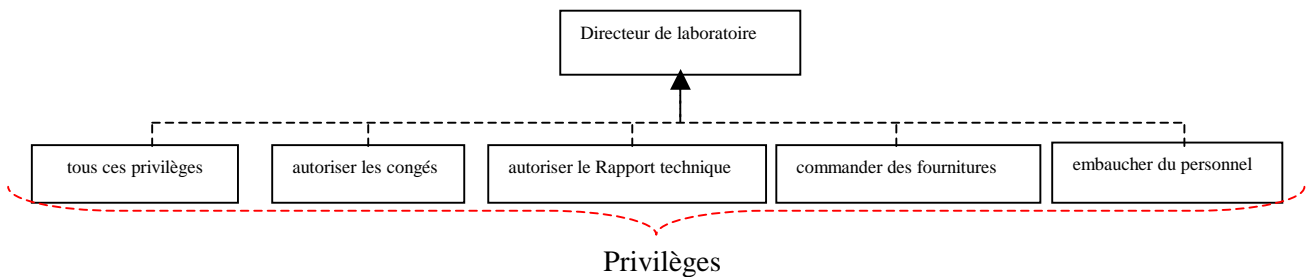 Directeur de laboratoire
tous ces privilèges
autoriser les congés
autoriser le Rapport technique
commander des fournitures
embaucher du personnel
Privilèges